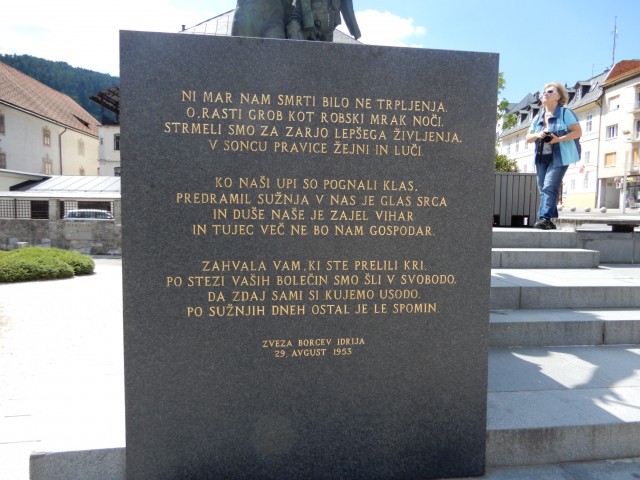 NI MAR NAM SMRTI BILO NE TRPLJENJA.
O, RASTI GROB KOT ROBSKI MRAK NOČI.
STRMELI SMO ZA ZARJO LEPŠEGA ŽIVLJENJA,
V SONCU PRAVICE ŽEJNI IN LUČI.
KO NAŠI UPI SO POGNALI KLAS,
PREDRAMIL SUŽNJA V NAS JE GLAS SRCA
IN DUŠE NAŠE JE ZAJEL VIHAR
IN TUJEC VEČ NE BO NAM GOSPODAR.
ZAHVALA VAM, KI STE PRELILI KRI.
PO STEZI VAŠIH BOLEČIN SMO ŠLI V SVOBODO.
DA ZDAJ SAMI SI KUJEMO USODO.
PO SUŽNJIH DNEH OSTAL JE LE SPOMIN.
ZVEZA BORCEV IDRIJA
29. AVGUST 1953